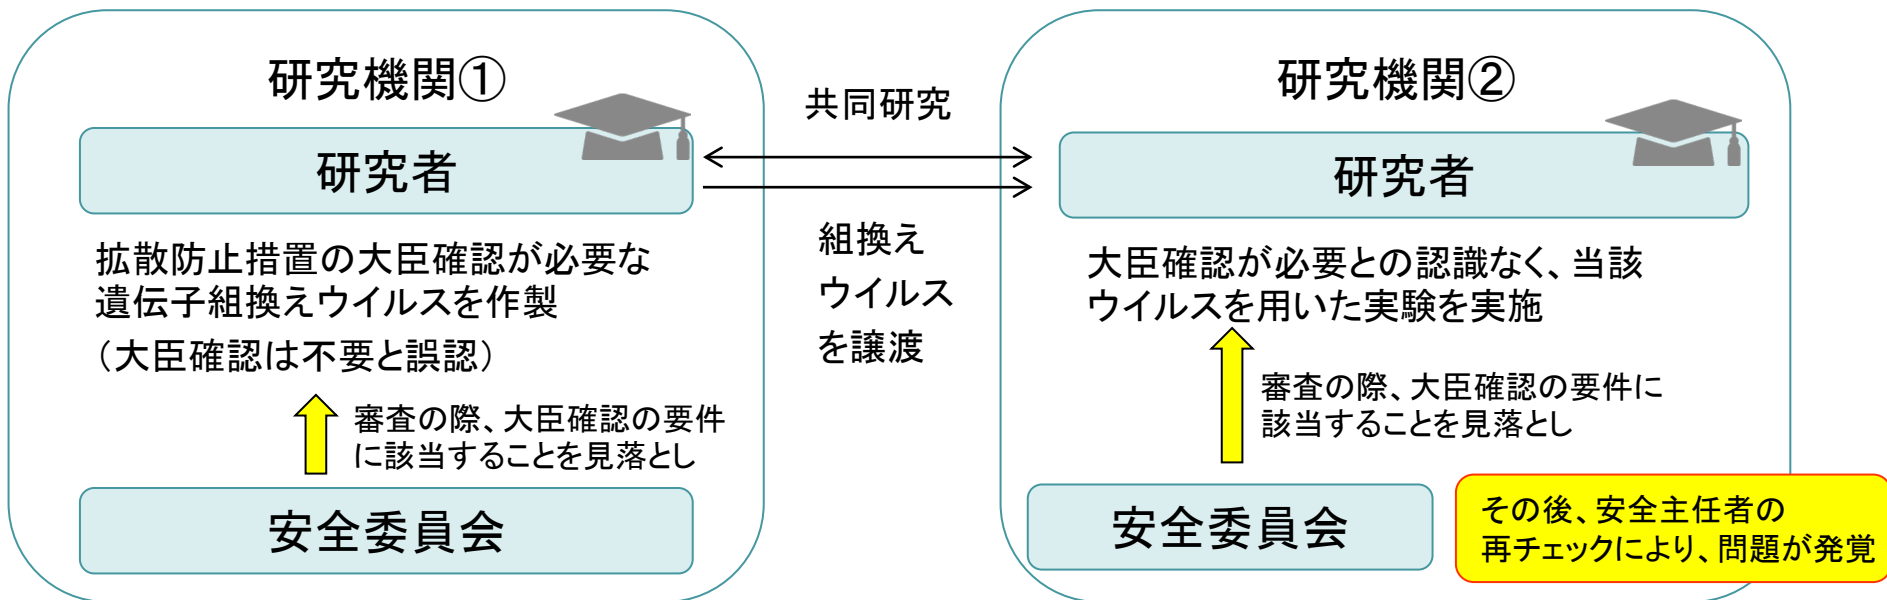 研究機関①
研究者
拡散防止措置の大臣確認が必要な
遺伝子組換えウイルスを作製
（大臣確認は不要と誤認）
審査の際、大臣確認の要件
に該当することを見落とし
安全委員会
共同研究
組換え
ウイルス
を譲渡
研究機関②
研究者
大臣確認が必要との認識なく、当該
ウイルスを用いた実験を実施
審査の際、大臣確認の要件に
該当することを見落とし
安全委員会
その後、安全主任者の
再チェックにより、問題が発覚